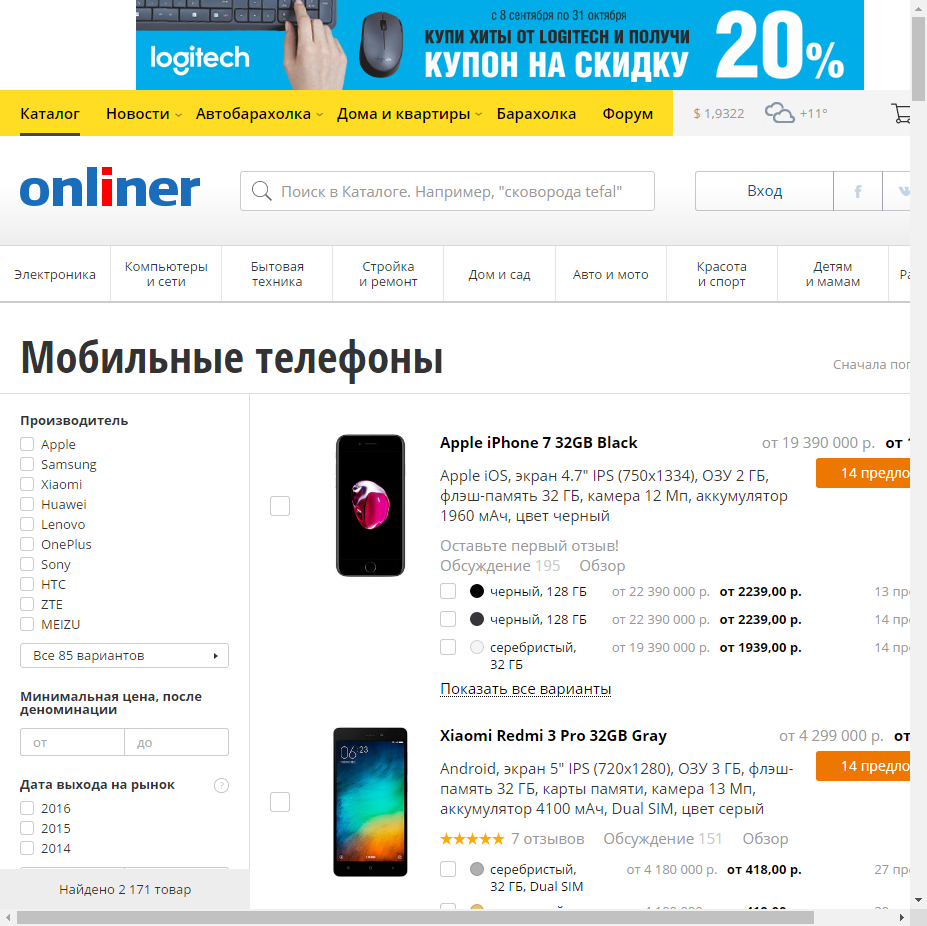 logitech
с 8 сентября по 31 октября
КУПИ ХИТЫ ОТ LOGITECH И ПОЛУЧИ
КУПОН НА СКИДКУ
20%
Каталог Новости Автобарахолка Дома и квартиры Барахолка Форум $ 1,9322 +11°
onliner
Поиск в Каталоге. Например, "сковорода tefal"
Вход
Электроника
Компьютеры
и сети
Бытовая
техника
Стройка
и ремонт
Дом и сад
Авто и мото
Красота
и спорт
Детям
и мамам
Мобильные телефоны
Сначала
Производитель
Apple
Samsung
Xiaomi
Huawei
Lenovo
OnePlus
Sony
HTC
ZTE
MEIZU
Все 85 вариантов
Минимальная цена, после
деноминации
от до
Дата выхода на рынок ?
2016
2015
2014
Найдено 2 171 товар
Apple iPhone 7 32GB Black от 19 390 000 р. от
14
Apple iOS, экран 4.7" IPS (750x1334), ОЗУ 2 ГБ,
флэш-память 32 ГБ, камера 12 Мп, аккумулятор
1960 мАч, цвет черный
Оставьте первый отзыв!
Обсуждение 195 Обзор
черный, 128 ГБ от 22 390 000 р. от 2239,00 р. 13
черный, 128 ГБ от 22 390 000 р. от 2239,00 р. 14
серебристый, от 19 390 000 р. от 1939,00 р. 14
32 ГБ
Показать все варианты
Xiaomi Redmi 3 Pro 32GB Gray от 4 299 000 р. от
14
Android, экран 5" IPS (720x1280), ОЗУ 3 ГБ, флэш-
память 32 ГБ, карты памяти, камера 13 Мп,
аккумулятор 4100 мАч, Dual SIM, цвет серый
7 отзывов Обсуждение 151 Обзор
серебристый, от 4 180 000 р. от 418,00 р. 27
32 ГБ, Dual SIM